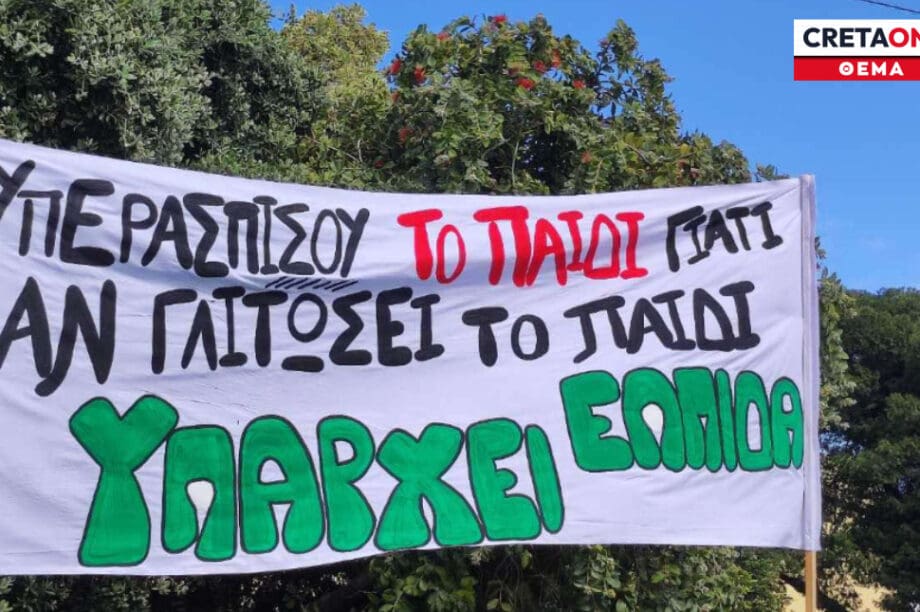 CRETAON
ΘΕΜΑ
ΥΠΕΡΑΣΠΙΣΟΥ ΤΟ ΠΑΙΔΙ ΓΙΑΤΙ
ΑΝ ΓΛΙΤΩΣΕΙ ΤΟ ΠΑΙΔΙ
ΥΠΑΡΧΕΙ ΕΛΠΙΔΑ